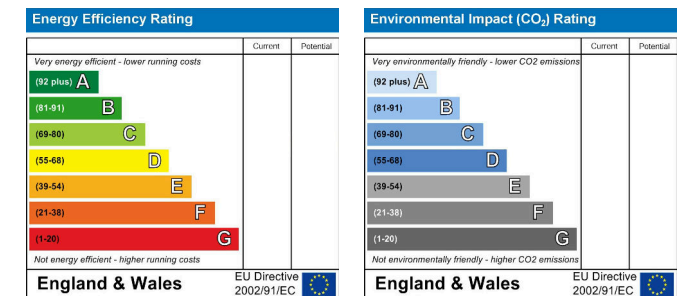 Energy Efficiency Rating
Current Potential
Very energy efficient - lower running costs
(92 plus) A
(81-91) B
(69-80) C
(55-68) D
(39-54) E
(21-38) F
(1-20) G
Not energy efficient - higher running costs
England & Wales
EU Directive
2002/91/EC
Environmental Impact (CO₂) Rating
Current Potential
Very environmentally friendly - lower CO2 emissions
(92 plus) A
(81-91) B
(69-80) C
(55-68) D
(39-54) E
(21-38) F
(1-20) G
Not environmentally friendly - higher CO2 emissions
England & Wales
EU Directive
2002/91/EC